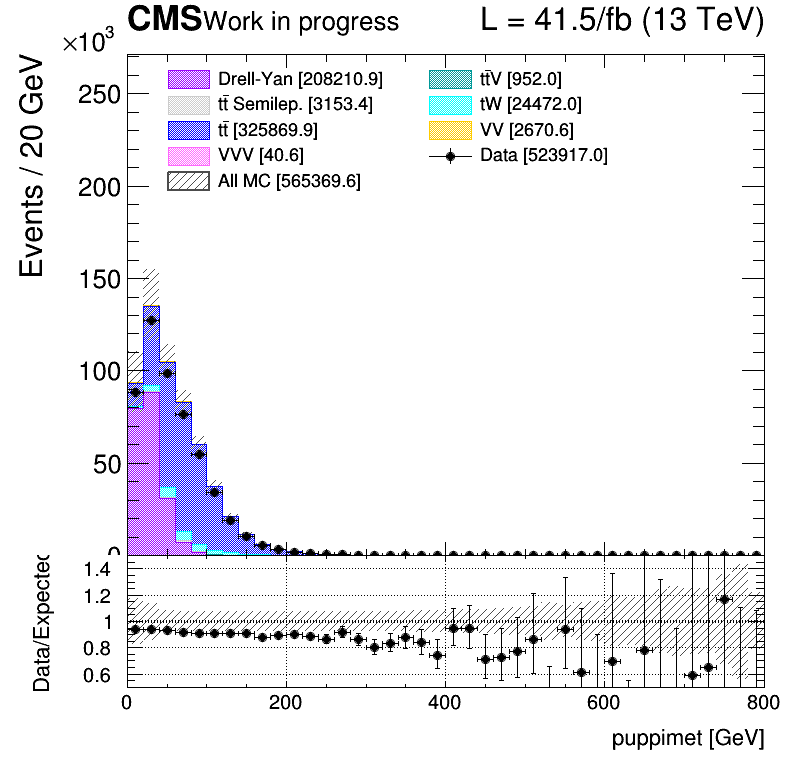 CMS Work in progress L = 41.5/fb (13 TeV)
×10³
Events / 20 GeV
250
200
150
100
50
0
Drell-Yan [208210.9]
tt̄ Semilep. [3153.4]
tt̄ [325869.9]
VVV [40.6]
All MC [565369.6]
tt̄V [952.0]
tW [24472.0]
VV [2670.6]
Data [523917.0]
Data/Expected
1.4
1.2
1
0.8
0.6
0 200 400 600 800
puppimet [GeV]